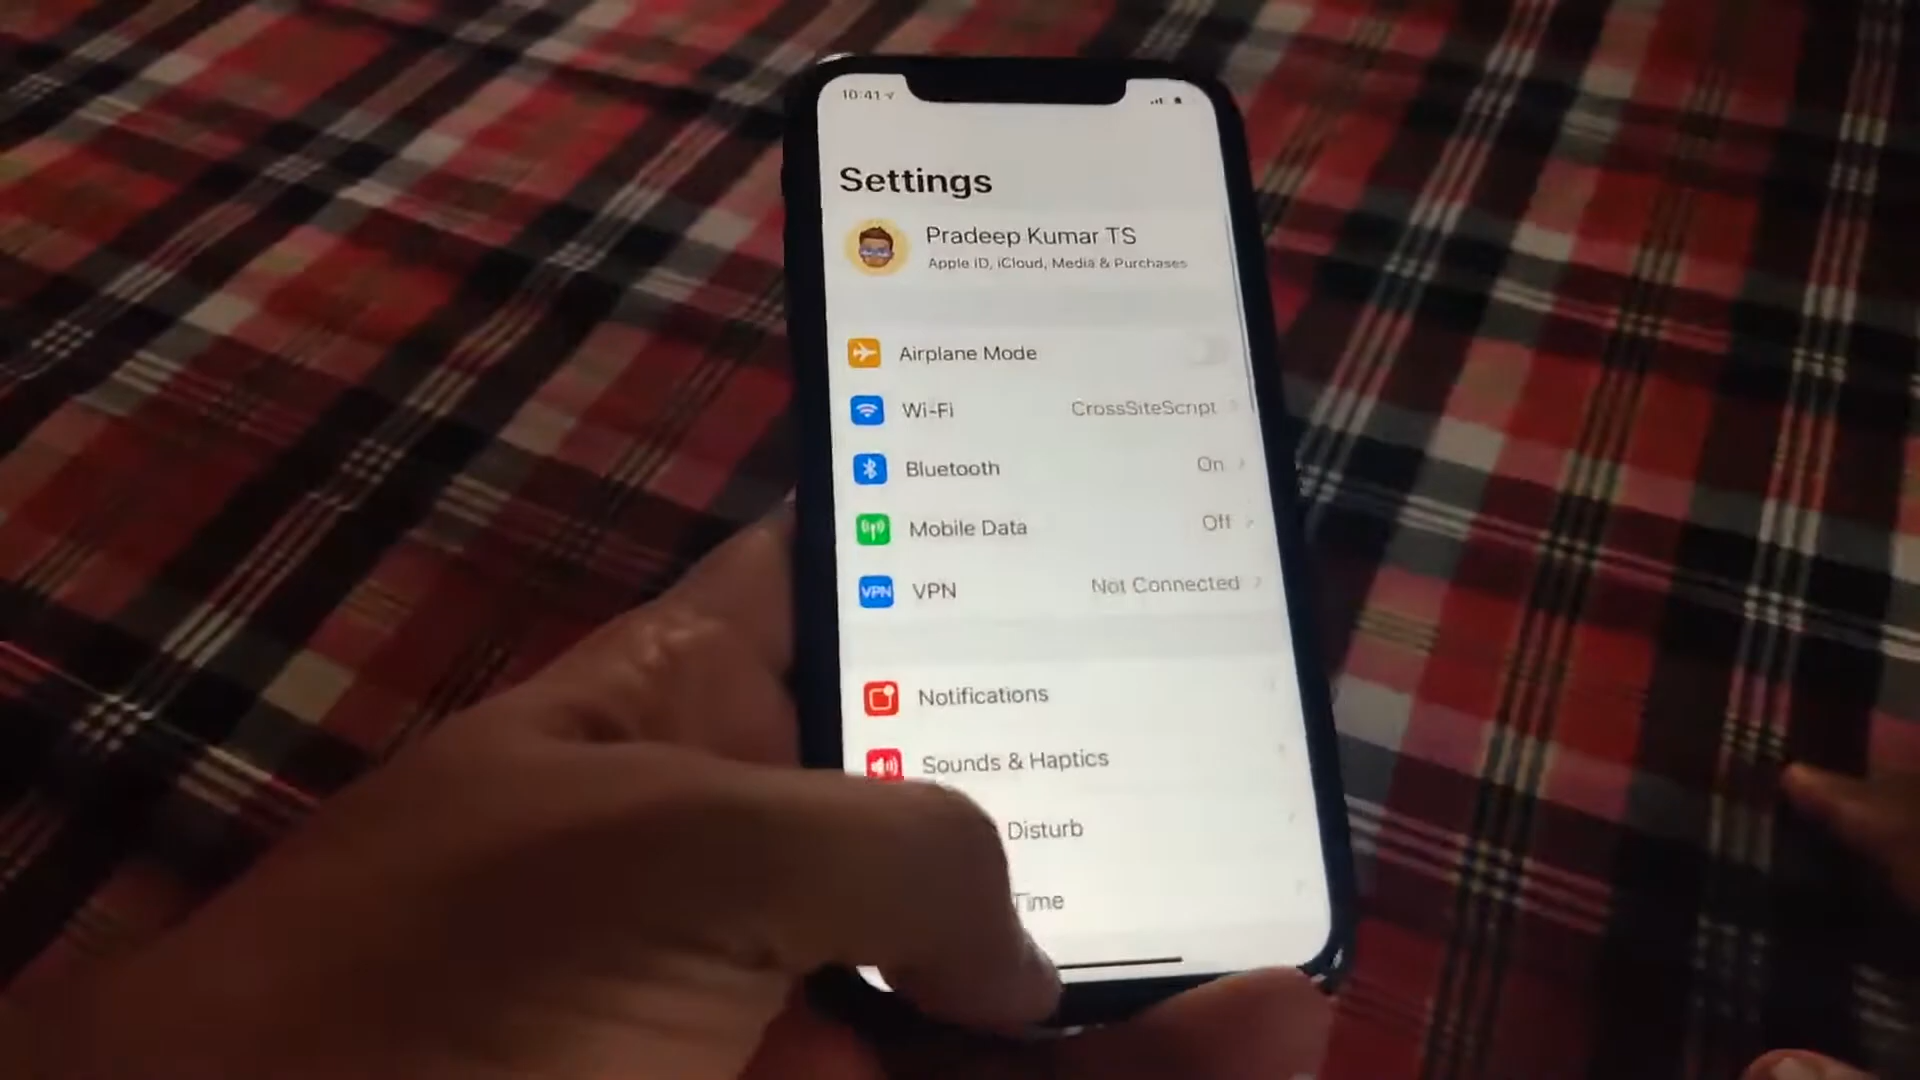 10:41
Settings
Pradeep Kumar TS
Apple ID, iCloud, Media & Purchases
Airplane Mode
Wi-Fi CrossSiteScript
Bluetooth On
Mobile Data Off
VPN VPN Not Connected
Notifications
Sounds & Haptics
Disturb
Time